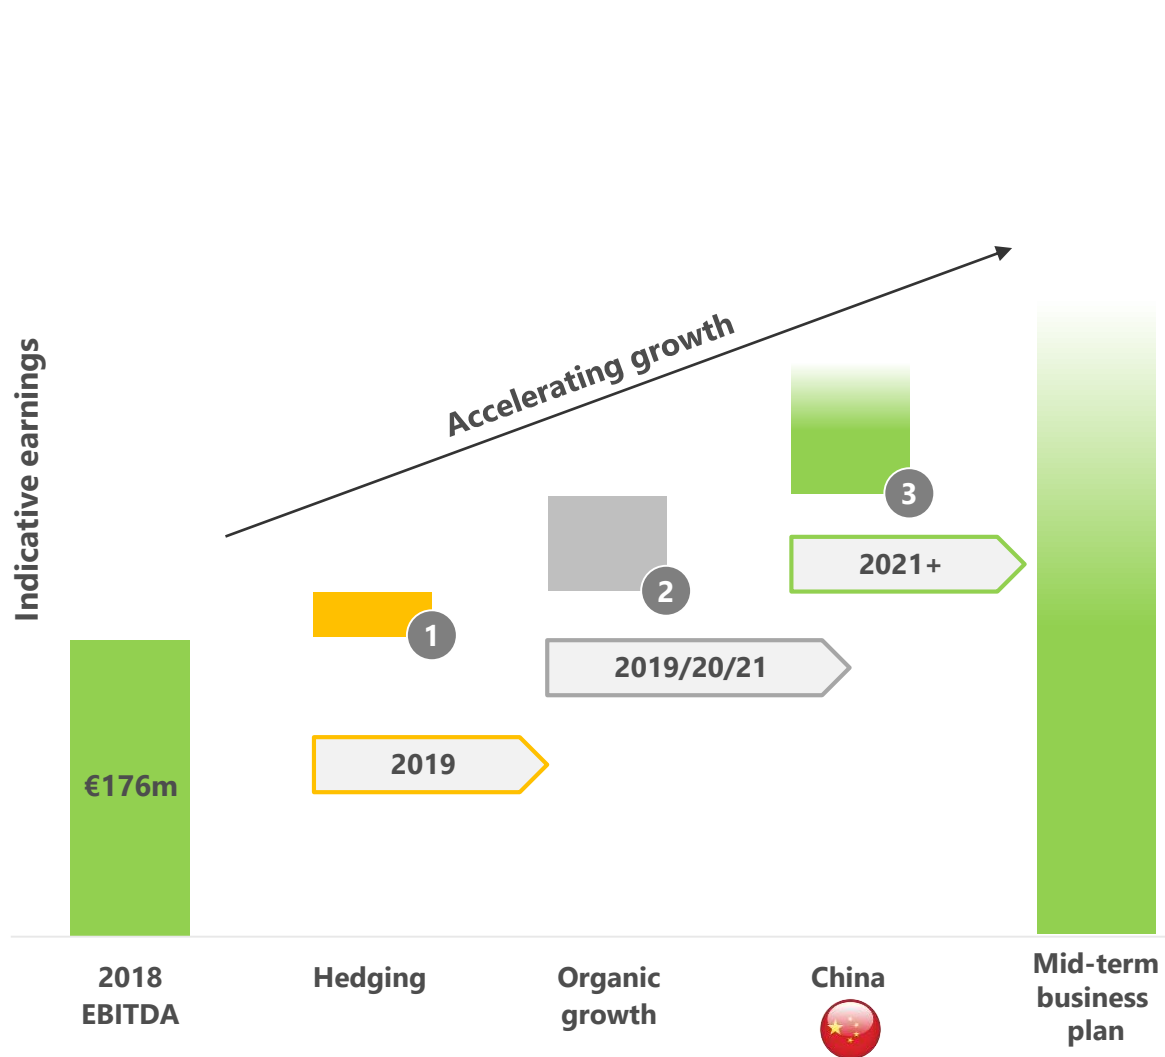 Indicative earnings
Accelerating growth
3
2021+
2
1
2019/20/21
2019
€176m
2018
EBITDA
Hedging
Organic
growth
China
Mid-term
business
plan